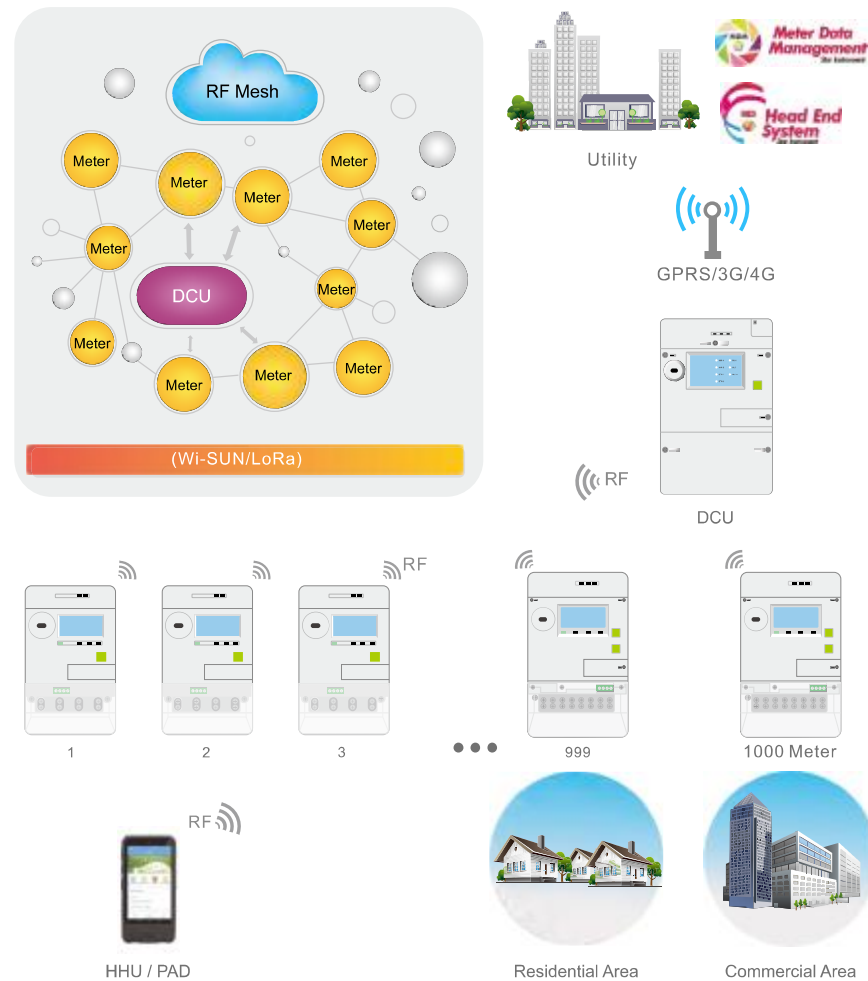 RF Mesh
Meter
Meter
Meter
Meter
Meter
Meter
DCU
Meter
Meter
Meter
Meter
Meter
(Wi-SUN/LoRa)
Utility
Meter Data
Management
Head End
System
GPRS/3G/4G
RF
DCU
RF
1
2
3
999
1000 Meter
RF
HHU / PAD
Residential Area
Commercial Area